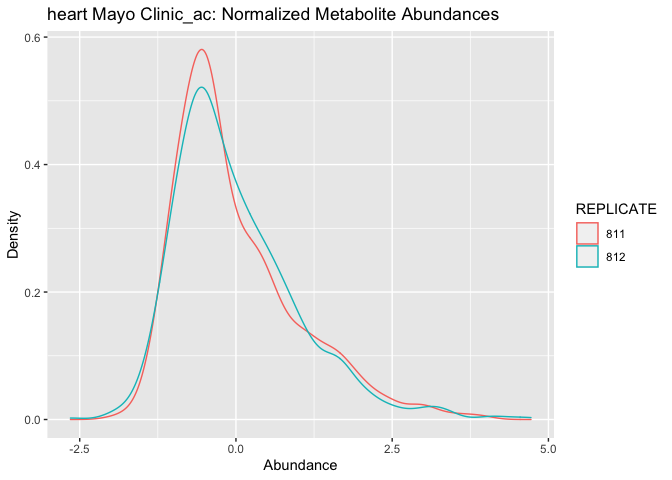 heart Mayo Clinic_ac: Normalized Metabolite Abundances
0.6
0.4
0.2
0.0
Density
-2.5
0.0
2.5
5.0
Abundance
REPLICATE
811
812